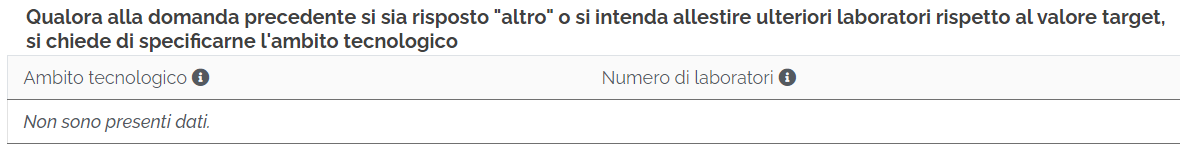 Qualora alla domanda precedente si sia risposto "altro" o si intenda allestire ulteriori laboratori rispetto al valore target,
si chiede di specificarne l'ambito tecnologico
Ambito tecnologico Numero di laboratori
Non sono presenti dati.